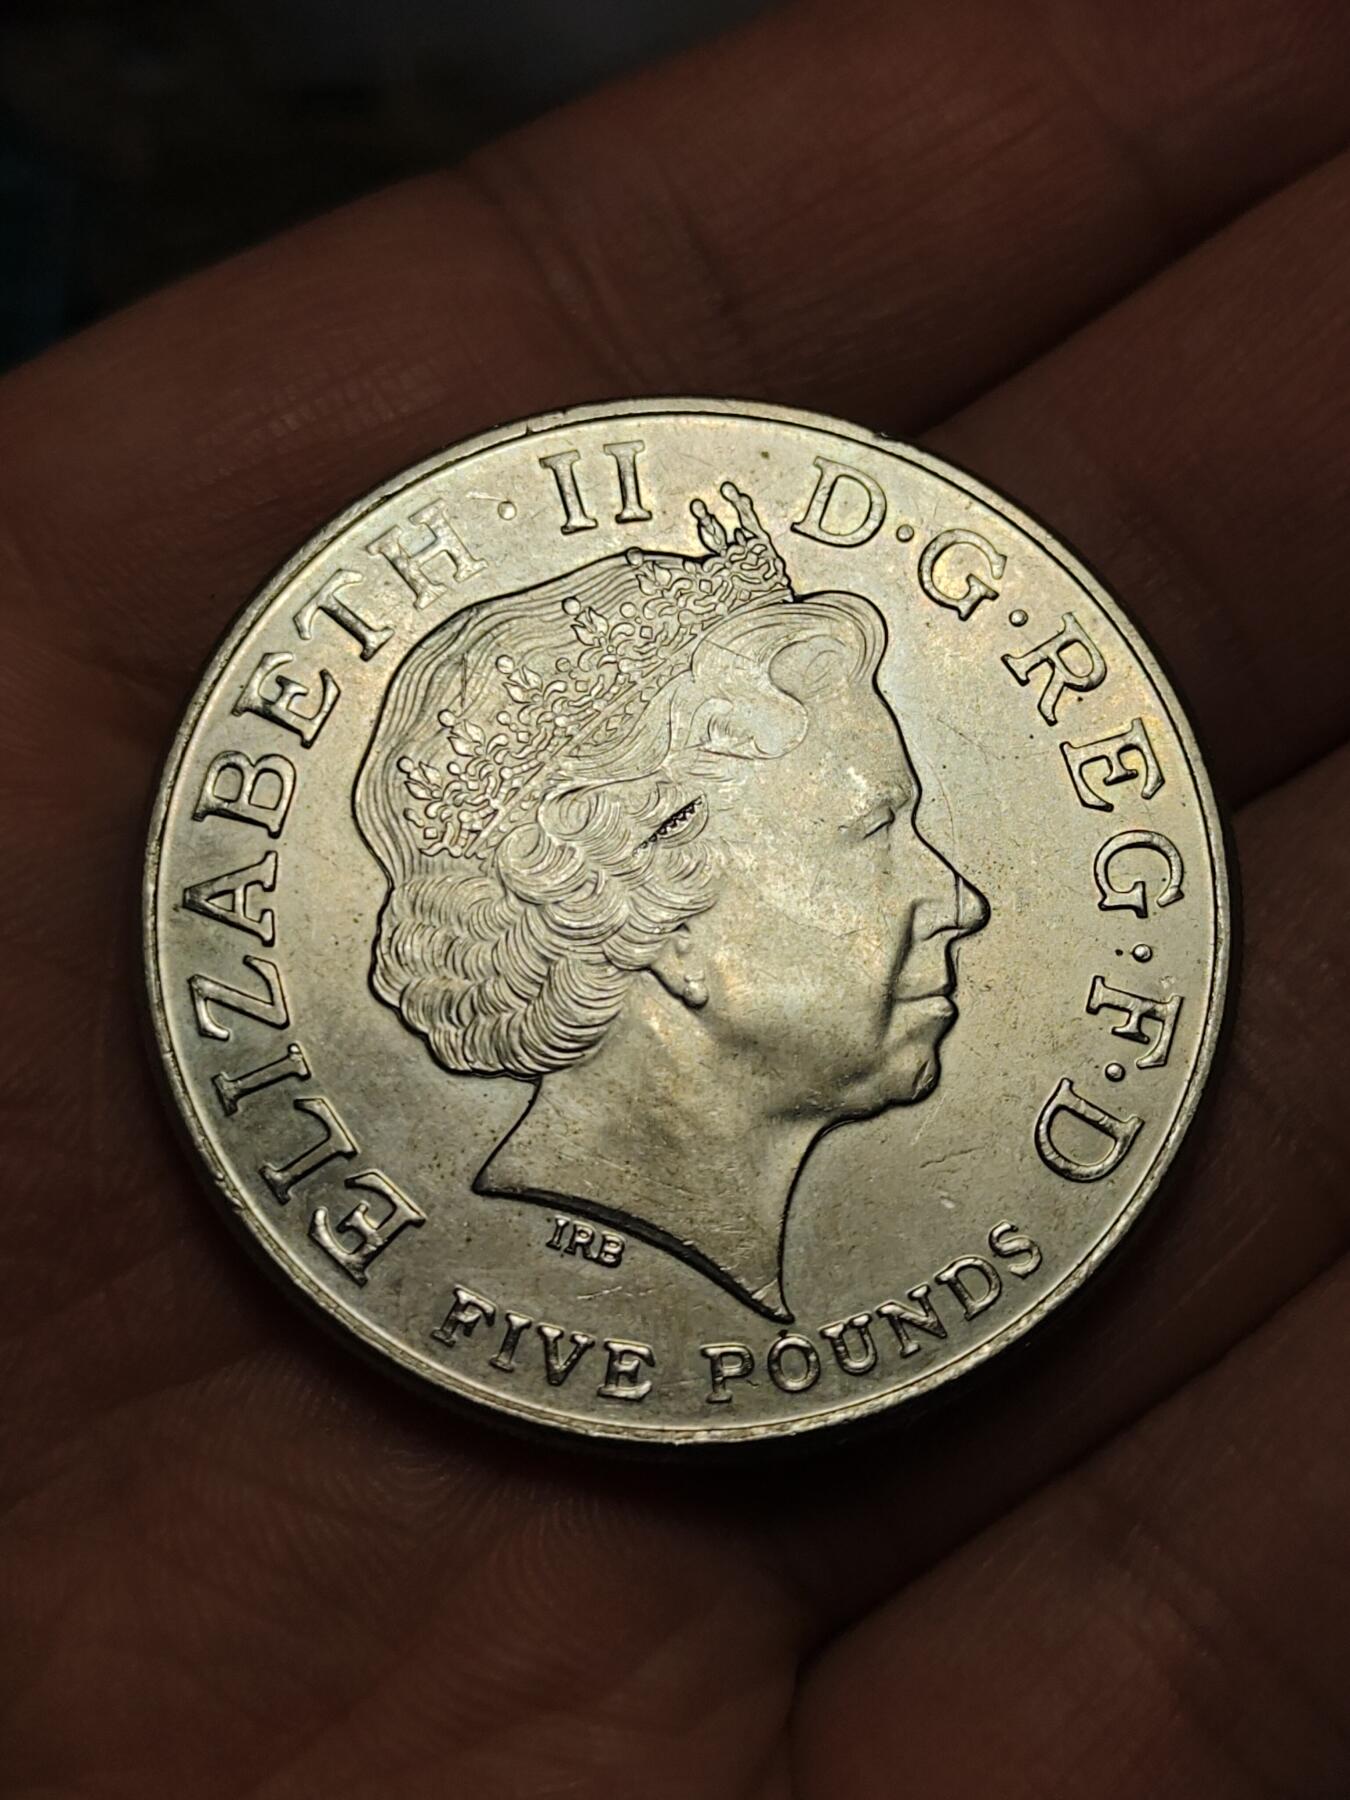 ELIZABETH · II D · G · REG · F · D
IRB
FIVE POUNDS